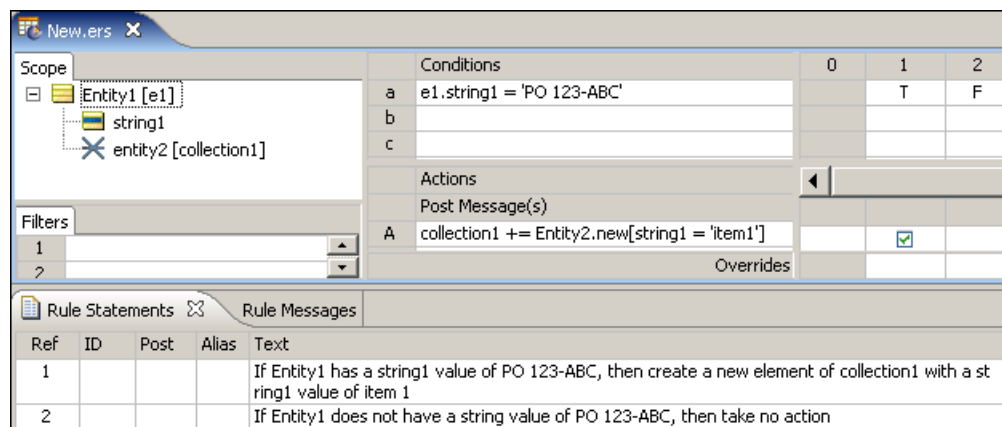 New.ers
Scope
Conditions 0 1 2
Entity1 [e1]
a e1.string1 = 'PO 123-ABC' T F
string1
b
entity2 [collection1]
c
Actions
Post Message(s)
Filters
A collection1 += Entity2.new[string1 = 'item1']
1
Overrides
2
Rule Statements Rule Messages
Ref ID Post Alias Text
1 If Entity1 has a string1 value of PO 123-ABC, then create a new element of collection1 with a st
ring1 value of item 1
2 If Entity1 does not have a string value of PO 123-ABC, then take no action